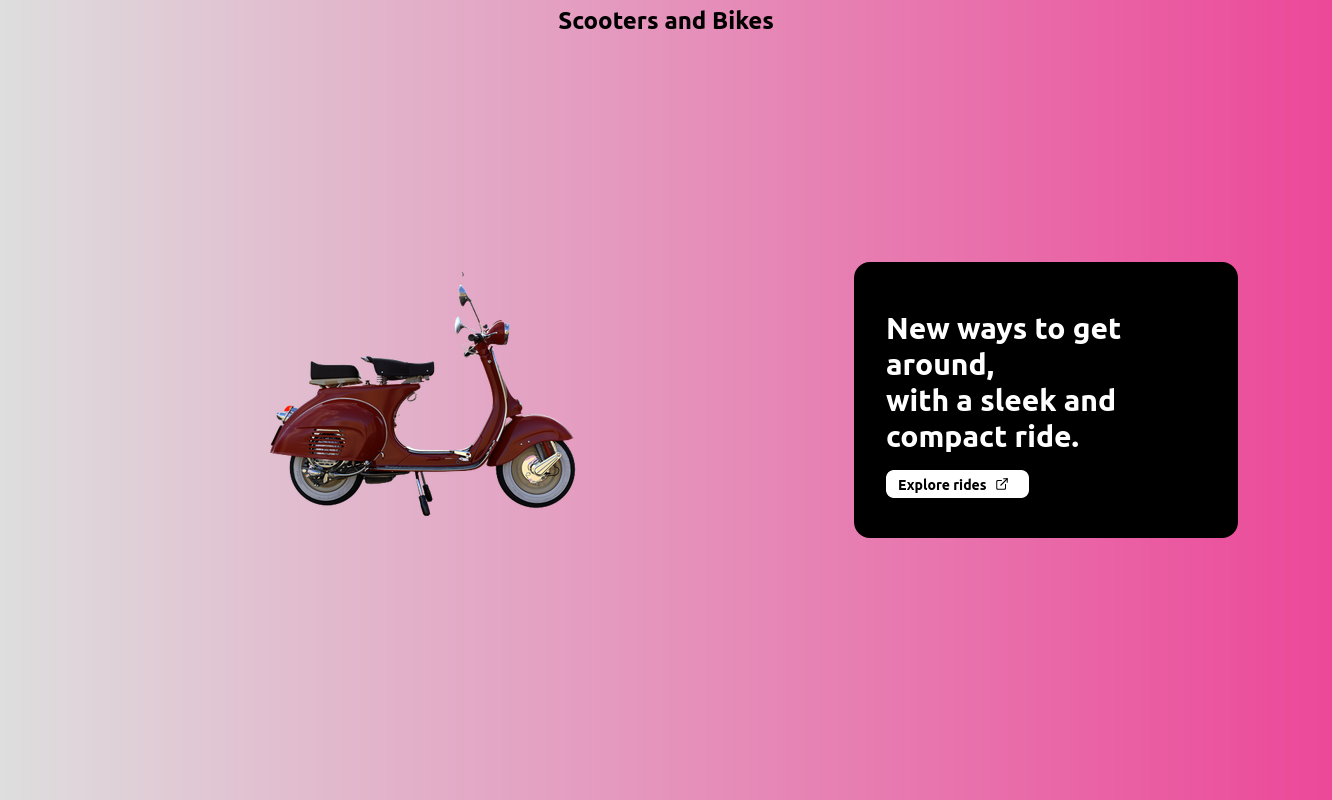 Scooters and Bikes
New ways to get
around,
with a sleek and
compact ride.
Explore rides